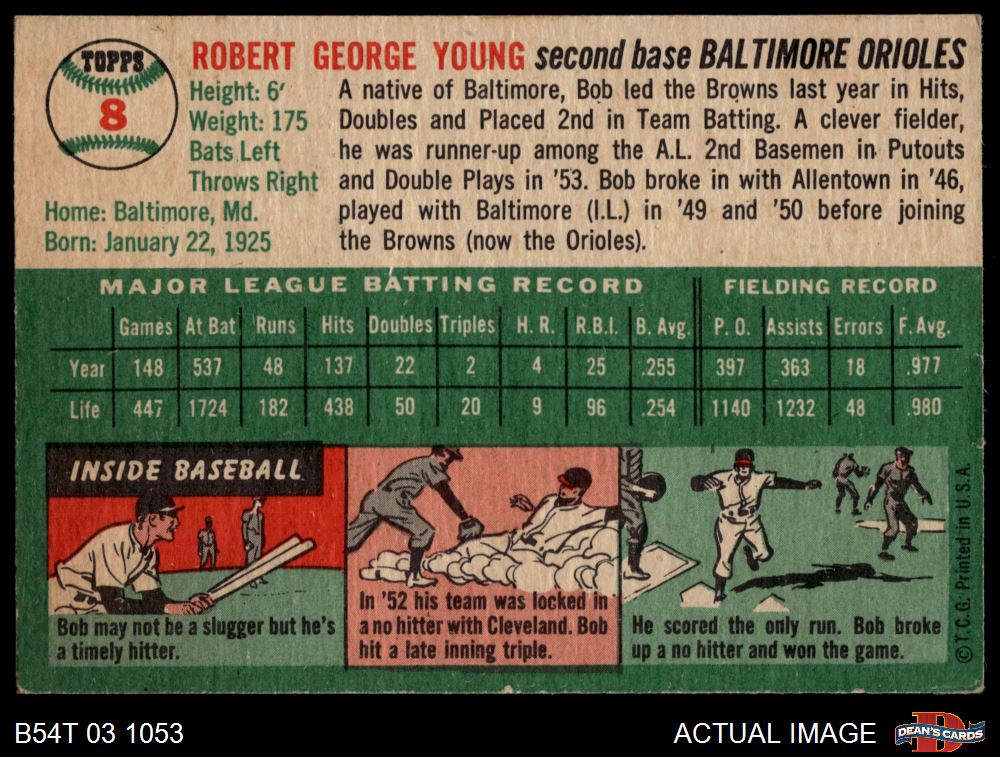 TOPPS
8
ROBERT GEORGE YOUNG second base BALTIMORE ORIOLES
Height: 6'
Weight: 175
Bats Left
Throws Right
Home: Baltimore, Md.
Born: January 22, 1925
A native of Baltimore, Bob led the Browns last year in Hits,
Doubles and Placed 2nd in Team Batting. A clever fielder,
he was runner-up among the A.L. 2nd Basemen in Putouts
and Double Plays in '53. Bob broke in with Allentown in '46,
played with Baltimore (I.L.) in '49 and '50 before joining
the Browns (now the Orioles).
MAJOR LEAGUE BATTING RECORD FIELDING RECORD
Games At Bat Runs Hits Doubles Triples H. R. R.B.I. B. Avg. P. O. Assists Errors F. Avg.
Year 148 537 48 137 22 2 4 25 .255 397 363 18 .977
Life 447 1724 182 438 50 20 9 96 .254 1140 1232 48 .980
INSIDE BASEBALL
Bob may not be a slugger but he's
a timely hitter.
In '52 his team was locked in
a no hitter with Cleveland. Bob
hit a late inning triple.
He scored the only run. Bob broke
up a no hitter and won the game.
© T. C. G. Printed in U.S.A.
B54T 03 1053
ACTUAL IMAGE
D
DEAN'S CARDS